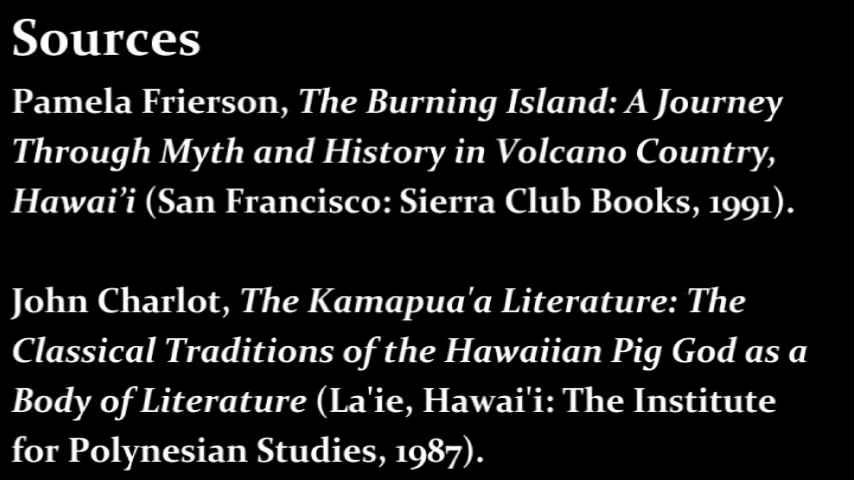 Sources
Pamela Frierson, The Burning Island: A Journey
Through Myth and History in Volcano Country,
Hawai’i (San Francisco: Sierra Club Books, 1991).
John Charlot, The Kamapua'a Literature: The
Classical Traditions of the Hawaiian Pig God as a
Body of Literature (La'ie, Hawai'i: The Institute
for Polynesian Studies, 1987).